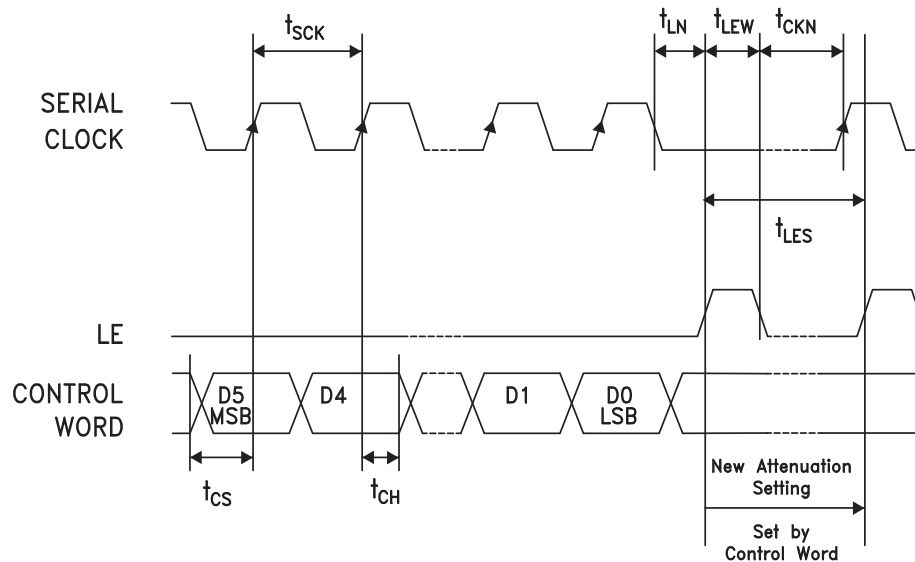 tSCK
tLN
tLEW
tCKN
SERIAL
CLOCK
tLES
LE
CONTROL
WORD
D5
MSB
D4
D1
D0
LSB
tCS
tCH
New Attenuation
Setting
Set by
Control Word